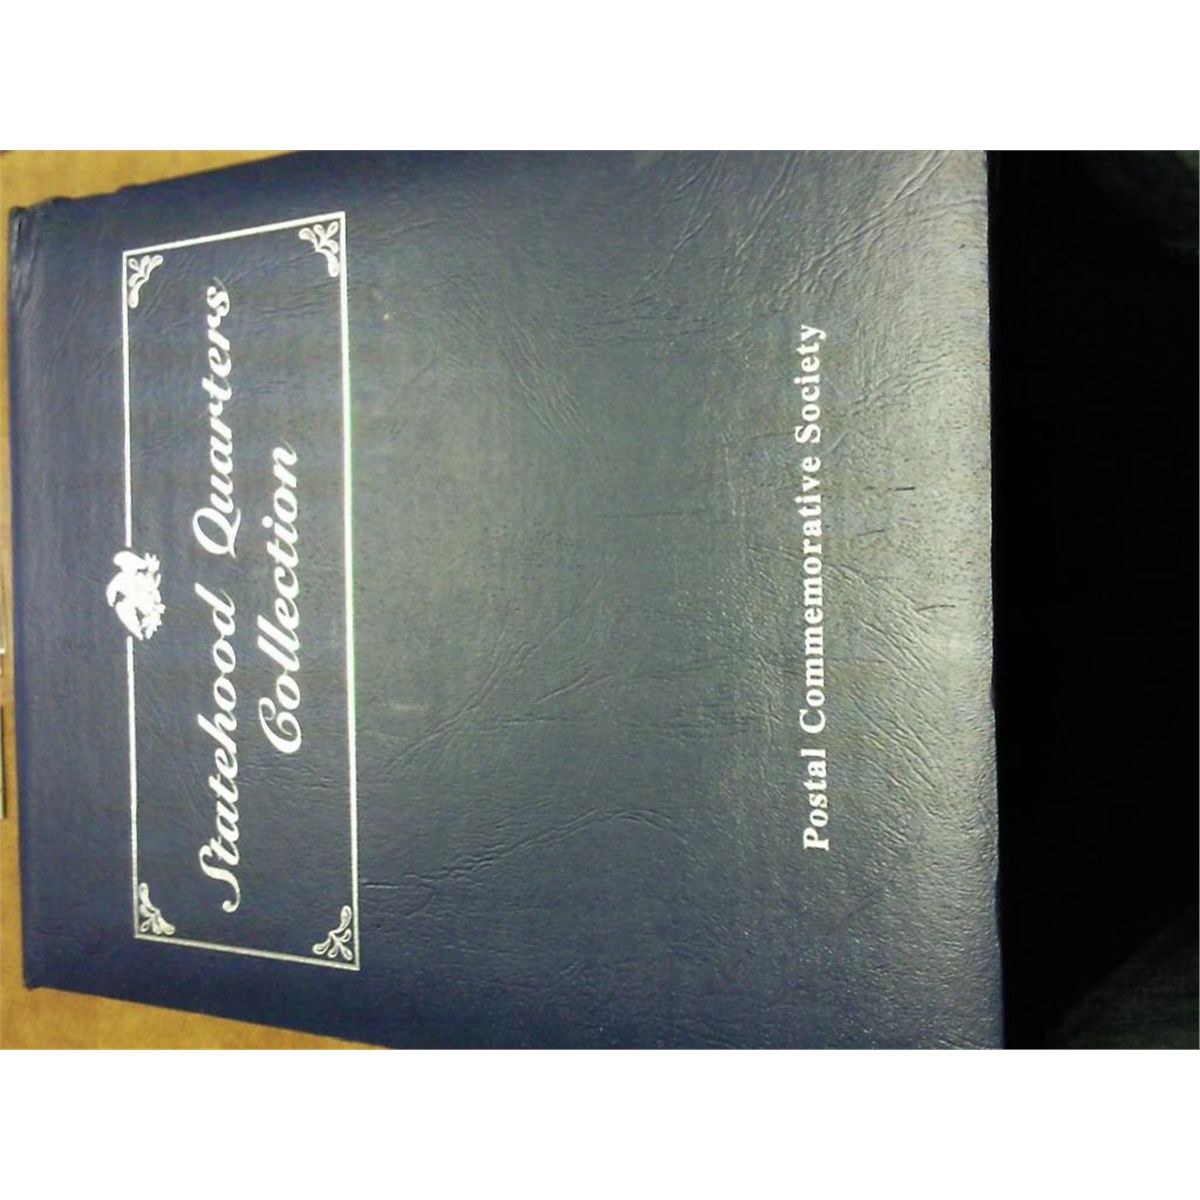 Statehood Quarters
Collection
Postal Commemorative Society